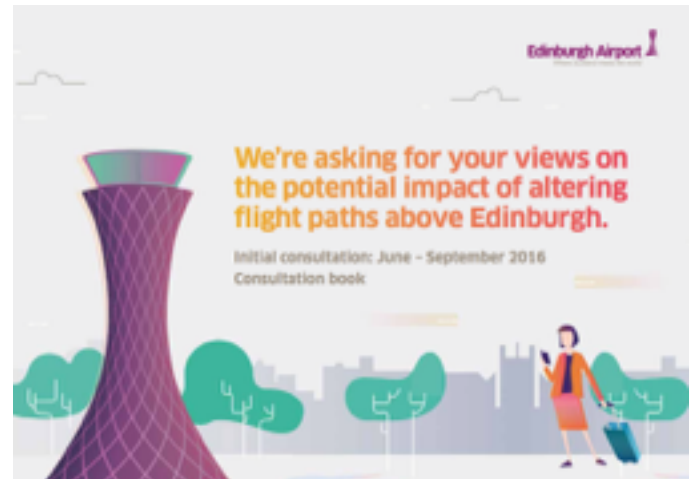 Edinburgh Airport
We're asking for your views on
the potential impact of altering
flight paths above Edinburgh.
Initial consultation: June – September 2016
Consultation book